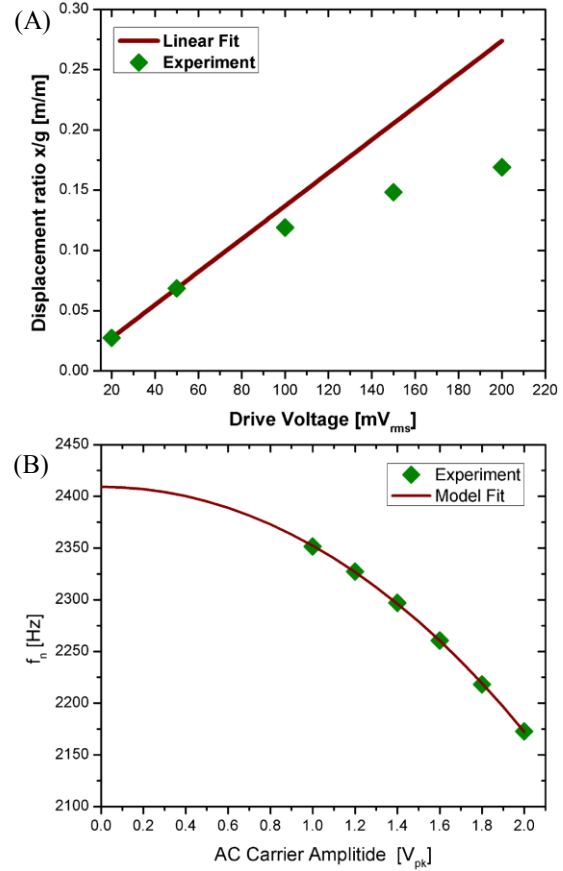 (A)
0.30
0.25
0.20
0.15
0.10
0.05
0.00
Displacement ratio x/g [m/m]
Linear Fit
Experiment
20 40 60 80 100 120 140 160 180 200 220
Drive Voltage [mVrms]
(B)
2450
2400
2350
2300
2250
2200
2150
2100
fn [Hz]
Experiment
Model Fit
0.0 0.2 0.4 0.6 0.8 1.0 1.2 1.4 1.6 1.8 2.0
AC Carrier Amplitide [Vpk]